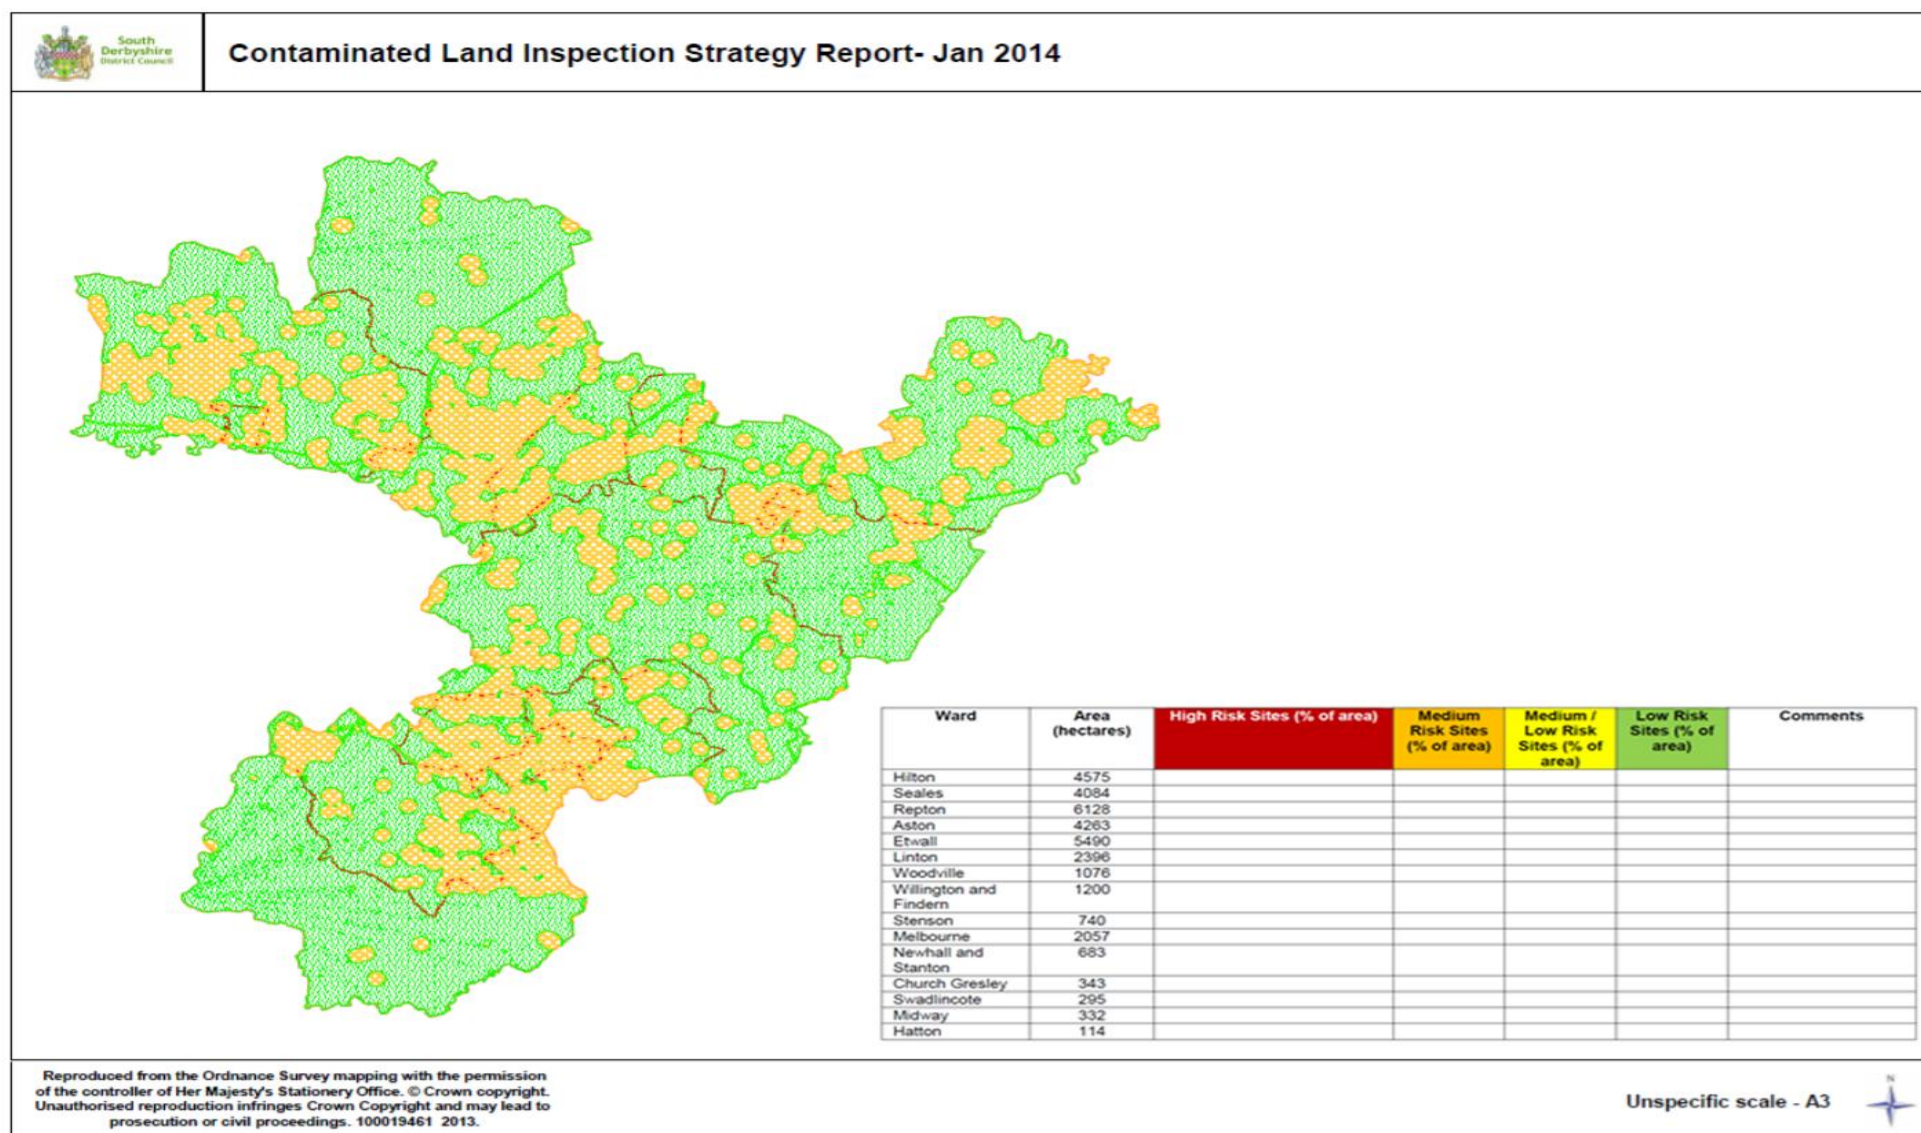 South
Derbyshire
District Council
Contaminated Land Inspection Strategy Report- Jan 2014
Ward Area (hectares) High Risk Sites (% of area) Medium Risk Sites (% of area) Medium / Low Risk Sites (% of area) Low Risk Sites (% of area) Comments
Hilton 4575
Seales 4084
Repton 6128
Aston 4263
Etwall 5490
Linton 2396
Woodville 1076
Willington and Findern 1200
Stenson 740
Melbourne 2057
Newhall and Stanton 683
Church Gresley 343
Swadlincote 295
Midway 332
Hatton 114
Reproduced from the Ordnance Survey mapping with the permission
of the controller of Her Majesty's Stationery Office. © Crown copyright.
Unauthorised reproduction infringes Crown Copyright and may lead to
prosecution or civil proceedings. 100019461 2013.
Unspecific scale - A3
N